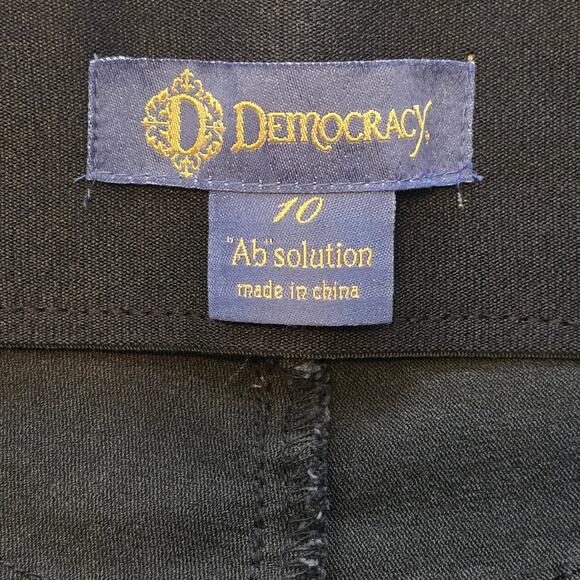 D DEMOCRACY
10
"Ab"solution
made in china